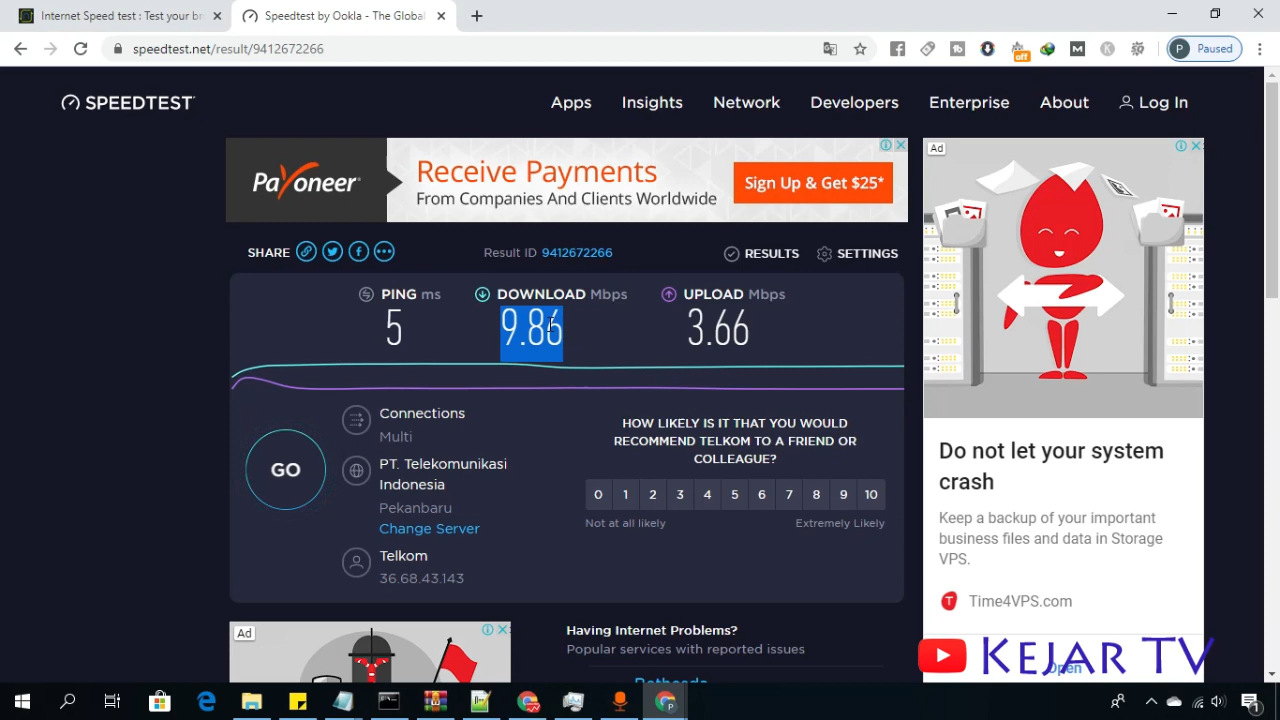 Internet Speed test : Test your br
Speedtest by Ookla - The Global
speedtest.net/result/9412672266
off
P Paused
SPEEDTEST
Apps Insights Network Developers Enterprise About Log In
Payoneer
Receive Payments
From Companies And Clients Worldwide
Sign Up & Get $25*
Ad
SHARE
Result ID 9412672266
RESULTS SETTINGS
PING ms DOWNLOAD Mbps UPLOAD Mbps
5 9.86 3.66
Connections
Multi
GO
PT. Telekomunikasi
Indonesia
Pekanbaru
Change Server
Telkom
36.68.43.143
HOW LIKELY IS IT THAT YOU WOULD
RECOMMEND TELKOM TO A FRIEND OR
COLLEAGUE?
0 1 2 3 4 5 6 7 8 9 10
Not at all likely Extremely Likely
Do not let your system
crash
Keep a backup of your important
business files and data in Storage
VPS.
T Time4VPS.com
Open
Ad
Having Internet Problems?
Popular services with reported issues
KEJAR TV